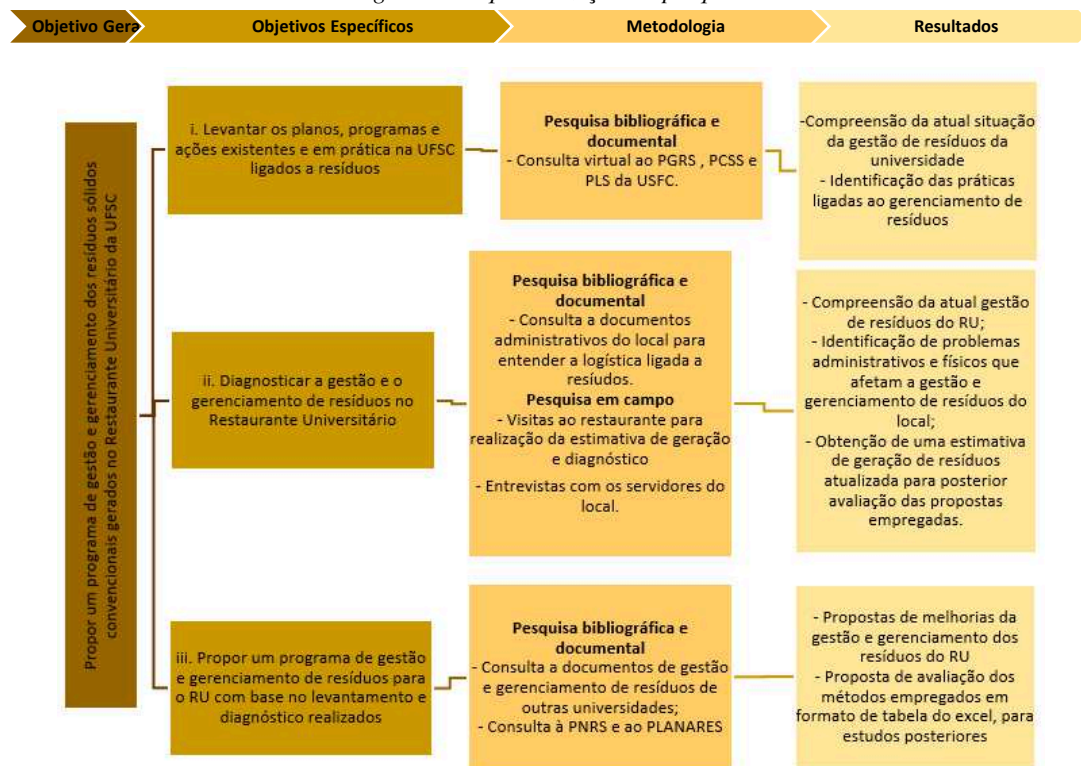 Objetivo Gera
Objetivos Específicos
Metodologia
Resultados
Propor um programa de gestão e gerenciamento dos resíduos sólidos
convencionais gerados no Restaurante Universitário da UFSC
i. Levantar os planos, programas e
ações existentes e em prática na UFSC
ligados a resíduos
Pesquisa bibliográfica e
documental
- Consulta virtual ao PGRS , PCSS e
PLS da USFC.
-Compreensão da atual situação
da gestão de resíduos da
universidade
- Identificação das práticas
ligadas ao gerenciamento de
resíduos
ii. Diagnosticar a gestão e o
gerenciamento de resíduos no
Restaurante Universitário
Pesquisa bibliográfica e
documental
- Consulta a documentos
administrativos do local para
entender a logística ligada a
resíudos.
Pesquisa em campo
- Visitas ao restaurante para
realização da estimativa de geração
e diagnóstico
- Entrevistas com os servidores do
local.
- Compreensão da atual gestão
de resíduos do RU;
- Identificação de problemas
administrativos e físicos que
afetam a gestão e
gerenciamento de resíduos do
local;
- Obtenção de uma estimativa
de geração de resíduos
atualizada para posterior
avaliação das propostas
empregadas.
iii. Propor um programa de gestão
e gerenciamento de resíduos para
o RU com base no levantamento e
diagnóstico realizados
Pesquisa bibliográfica e
documental
- Consulta a documentos de gestão
e gerenciamento de resíduos de
outras universidades;
- Consulta à PNRS e ao PLANARES
- Propostas de melhorias da
gestão e gerenciamento dos
resíduos do RU
- Proposta de avaliação dos
métodos empregados em
formato de tabela do excel, para
estudos posteriores